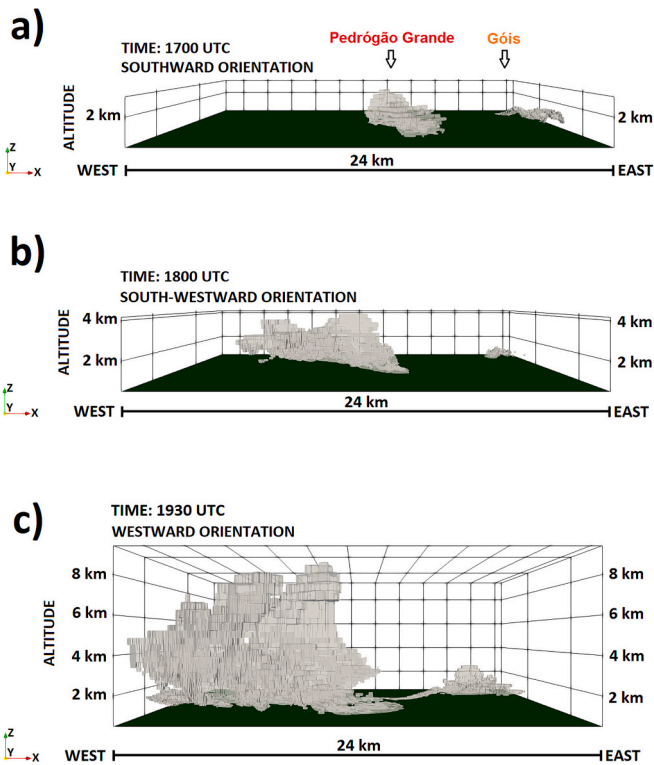 a)
TIME: 1700 UTC
SOUTHWARD ORIENTATION
Pedrógão Grande
Góis
ALTITUDE
2 km
2 km
Z
Y
X
WEST
24 km
EAST
b)
TIME: 1800 UTC
SOUTH-WESTWARD ORIENTATION
ALTITUDE
4 km
4 km
2 km
2 km
Z
Y
X
WEST
24 km
EAST
c)
TIME: 1930 UTC
WESTWARD ORIENTATION
ALTITUDE
8 km
8 km
6 km
6 km
4 km
4 km
2 km
2 km
Z
Y
X
WEST
24 km
EAST